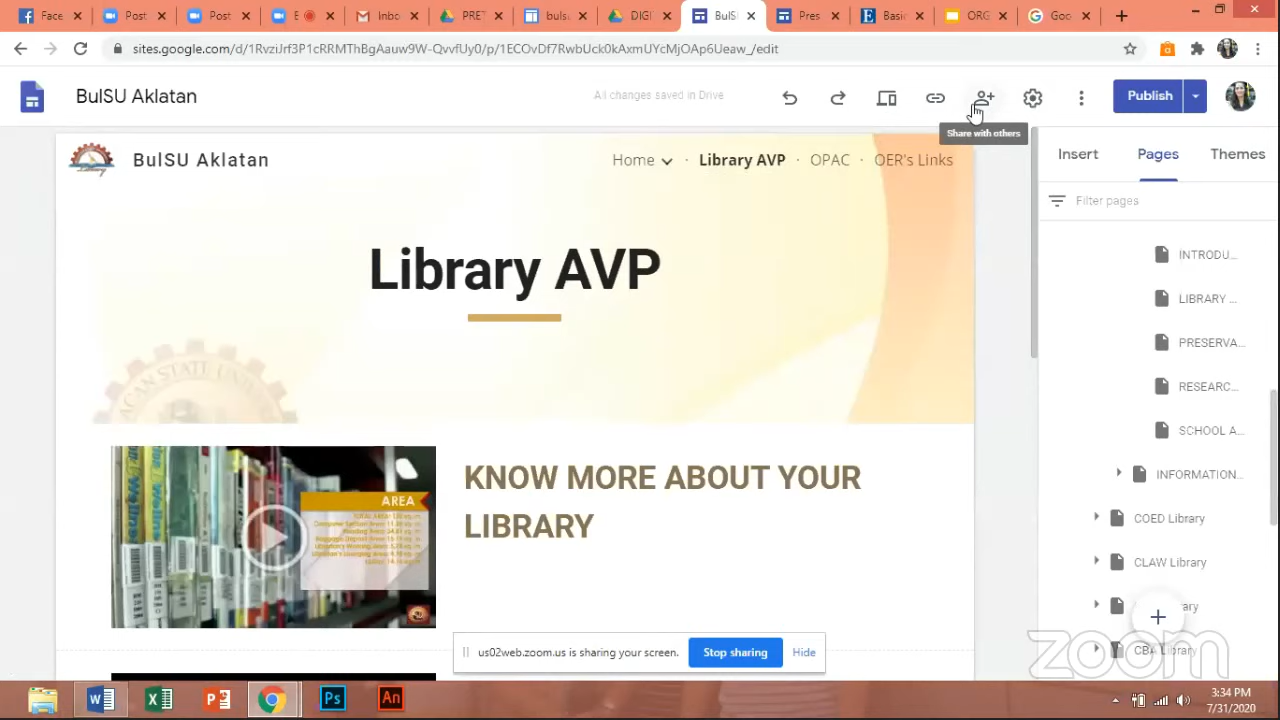 Face
Post
Post
B
Inbo
PRET
bulsu
DIGI
BulS
Pres
Basic
ORG
Goo
sites.google.com/d/1RvziJrf3P1cRRMThBgAauw9W-QvvfUy0/p/1ECOvDf7RwbUck0kAxmUYcMjOAp6Ueaw_/edit
BulSU Aklatan
All changes saved in Drive
Publish
Share with others
BulSU Aklatan
Home
Library AVP
OPAC
OER's Links
Insert
Pages
Themes
Filter pages
Library AVP
INTRODU...
LIBRARY ...
PRESERVA...
RESEARC...
SCHOOL A...
INFORMATION...
COED Library
CLAW Library
Library
CBA Library
AREA
KNOW MORE ABOUT YOUR
LIBRARY
us02web.zoom.us is sharing your screen.
Stop sharing
Hide
zoom
Ps
An
3:34 PM
7/31/2020